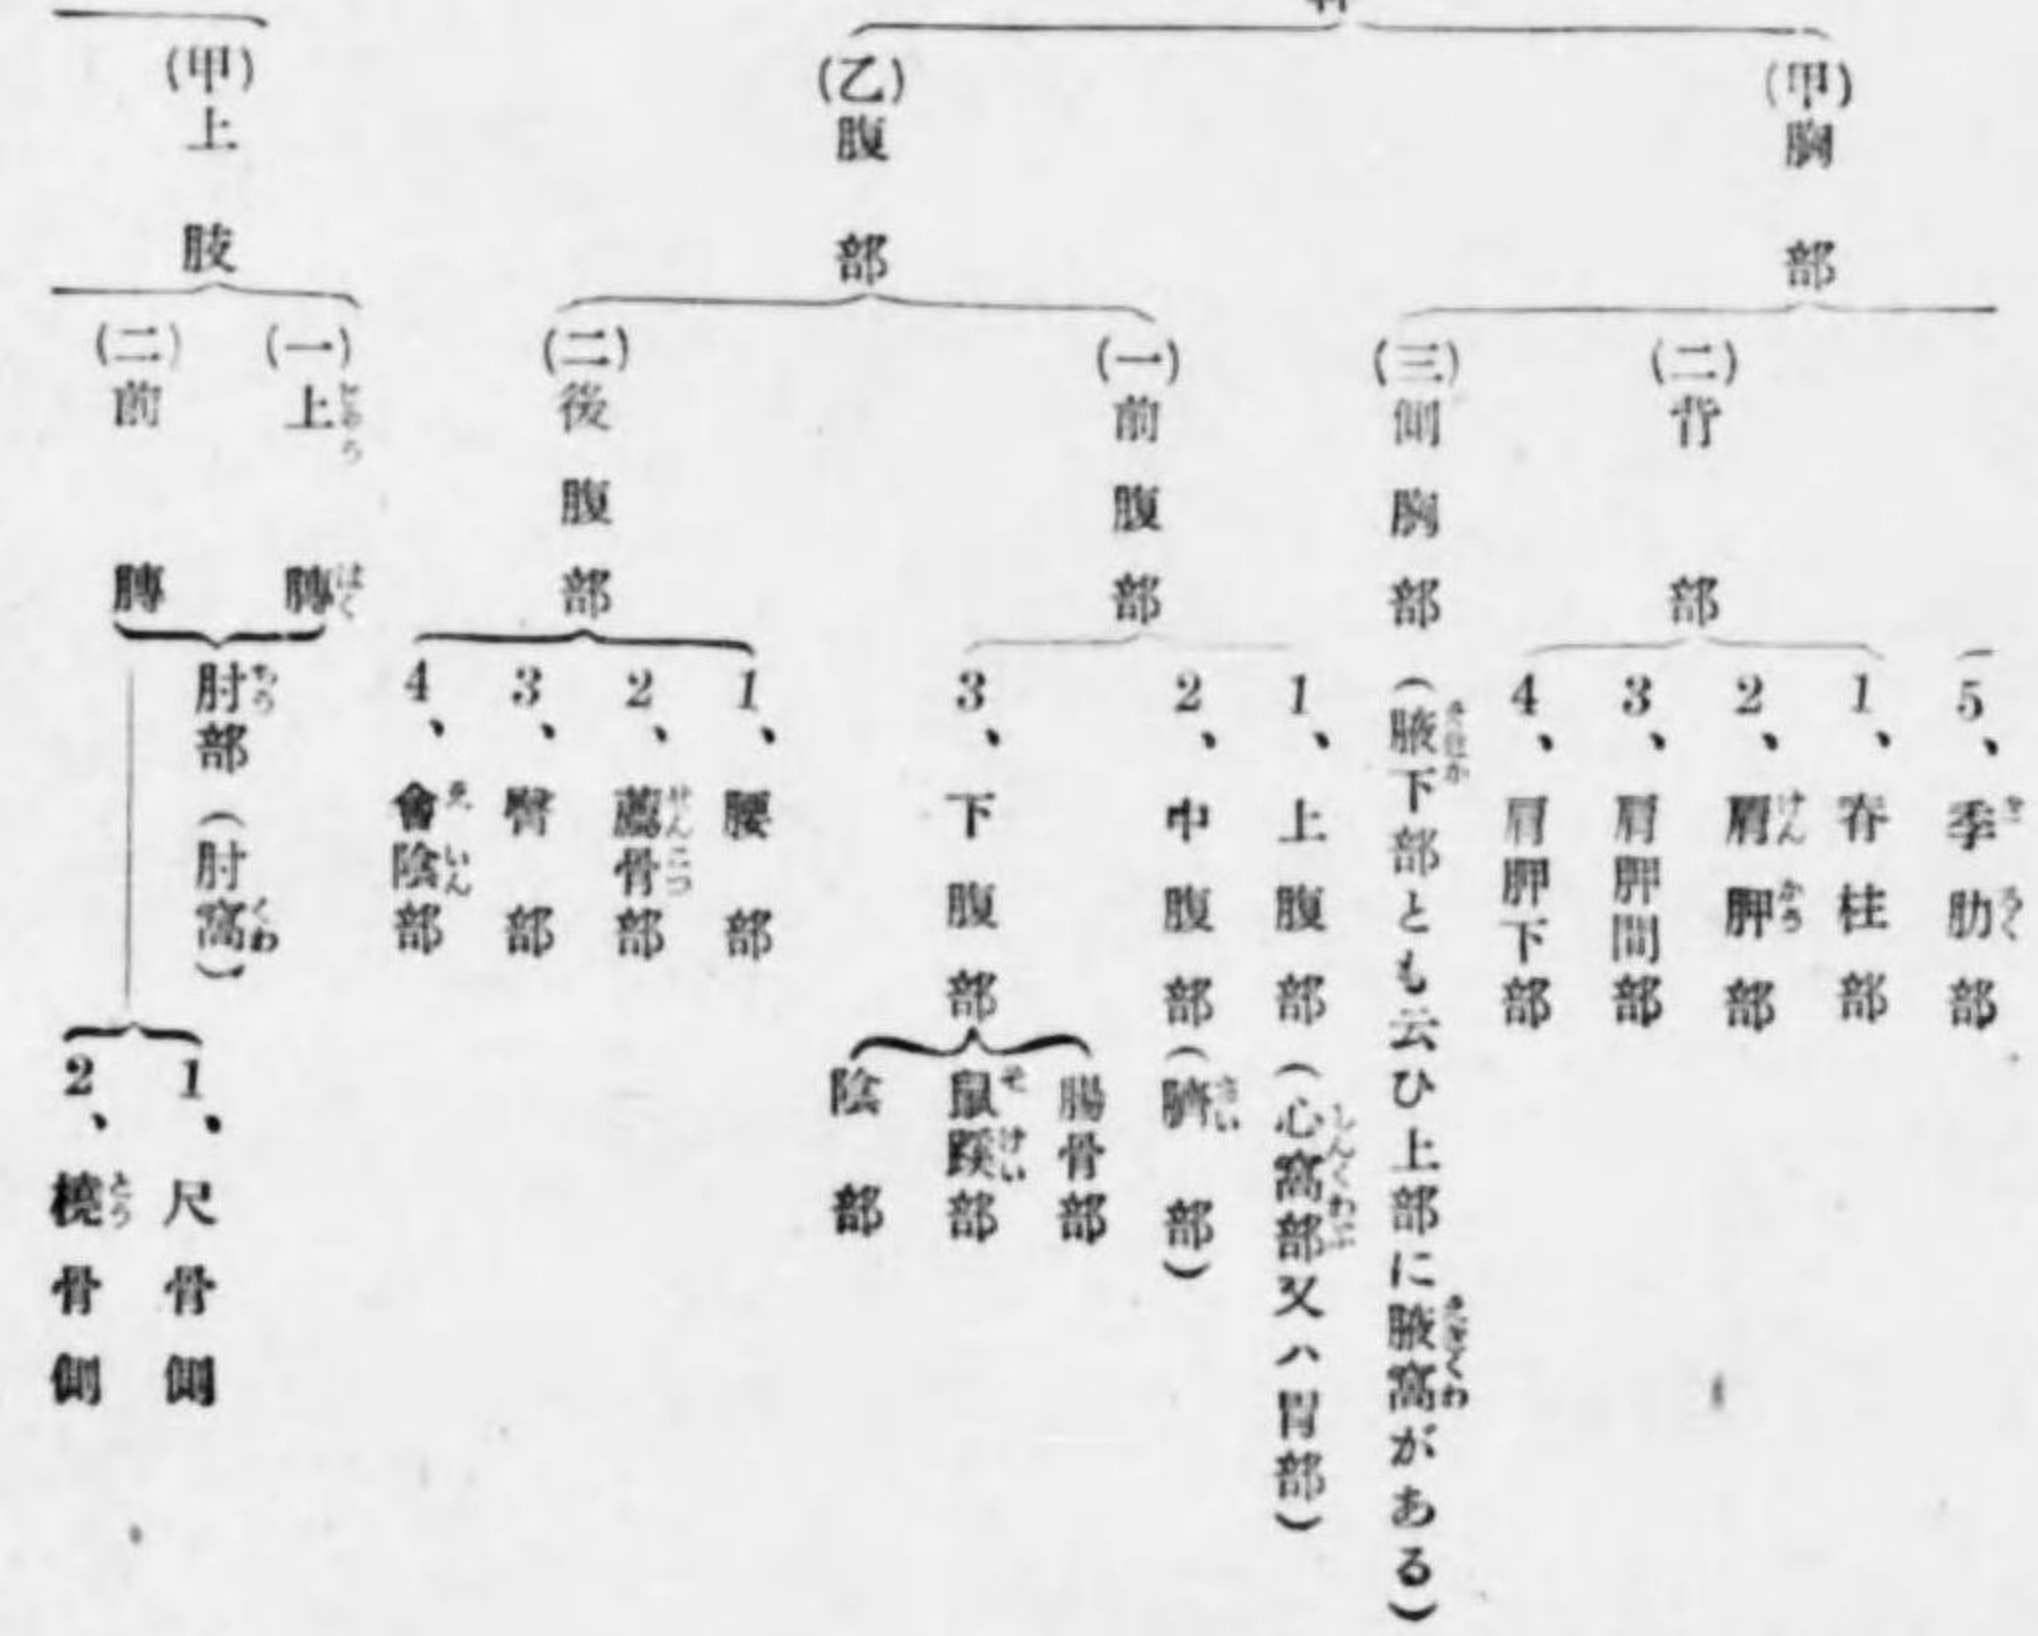 (甲)胸部
5、季肋部
(二)背部
1、脊柱部
2、肩胛部
3、肩胛間部
4、肩胛下部
(三)側胸部(腋下部とも云ひ上部に腋窩がある)
(乙)腹部
(一)前腹部
1、上腹部(心窩部又ハ胃部)
2、中腹部(臍部)
3、下腹部
腸骨部
鼠蹊部
陰部
(二)後腹部
1、腰部
2、薦骨部
3、臀部
4、會陰部
(甲)上肢
(一)上膊
(二)前膊
肘部(肘窩)
1、尺骨側
2、橈骨側